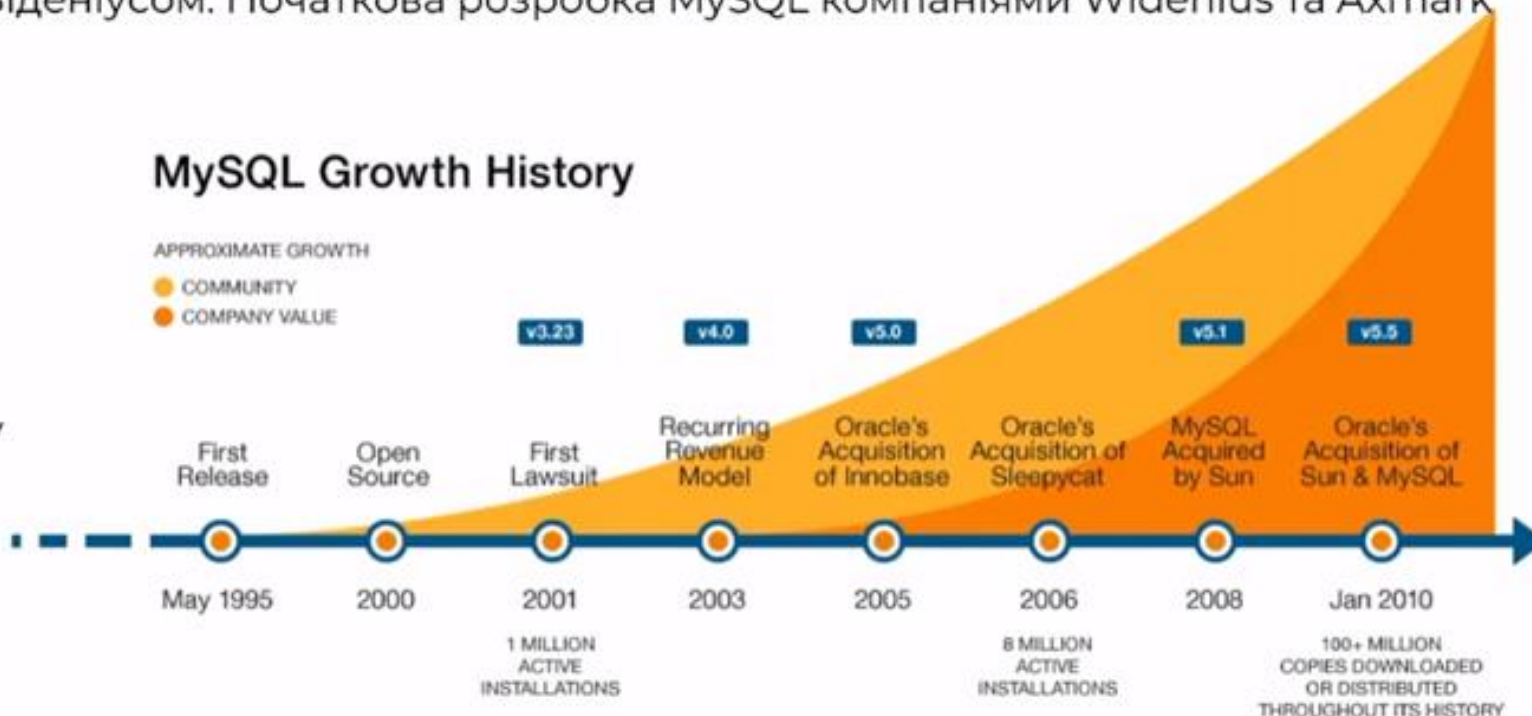 Віденіусом. Початкова розробка MySQL компаніями Widenius та Axmark
MySQL Growth History
APPROXIMATE GROWTH
COMMUNITY
COMPANY VALUE
v3.23
v4.0
v5.0
v5.1
v5.5
First
Release
Open
Source
First
Lawsuit
Recurring
Revenue
Model
Oracle's
Acquisition
of Innobase
Oracle's
Acquisition of
Sleepycat
MySQL
Acquired
by Sun
Oracle's
Acquisition of
Sun & MySQL
May 1995
2000
2001
2003
2005
2006
2008
Jan 2010
1 MILLION
ACTIVE
INSTALLATIONS
8 MILLION
ACTIVE
INSTALLATIONS
100+ MILLION
COPIES DOWNLOADED
OR DISTRIBUTED
THROUGHOUT ITS HISTORY